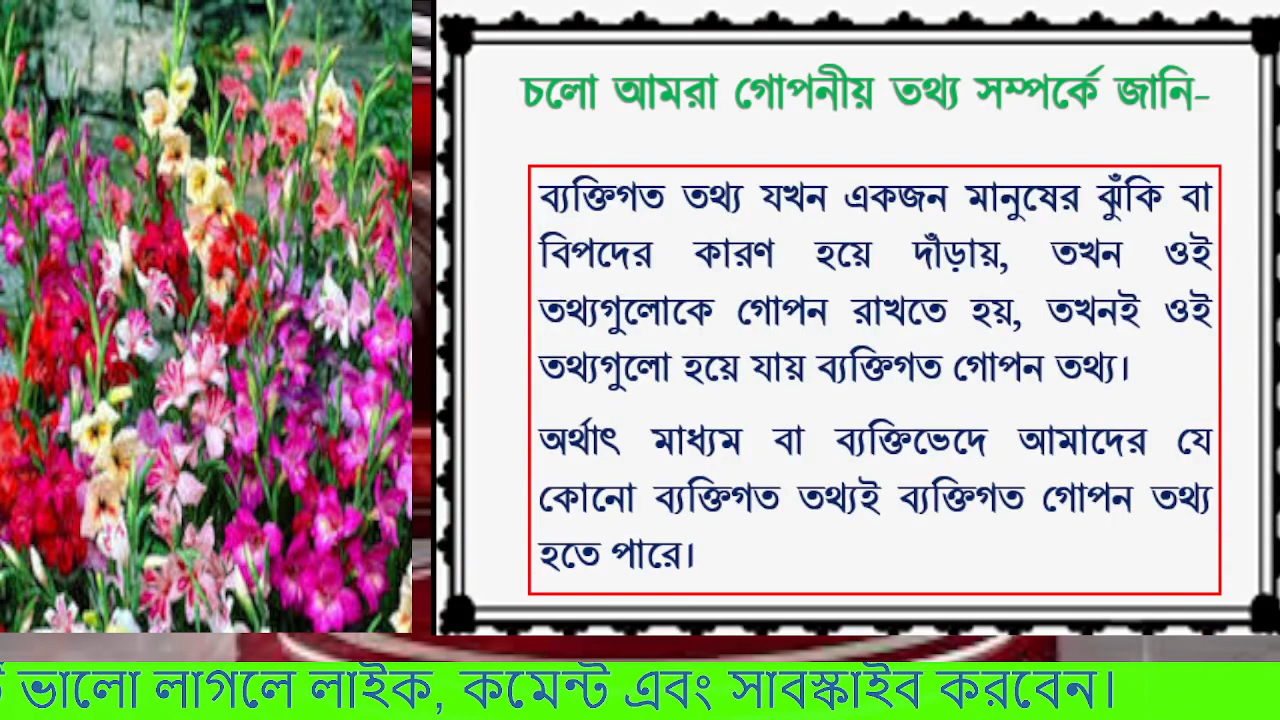 চলো আমরা গোপনীয় তথ্য সম্পর্কে জানি-
ব্যক্তিগত তথ্য যখন একজন মানুষের ঝুঁকি বা
বিপদের কারণ হয়ে দাঁড়ায়, তখন ওই
তথ্যগুলোকে গোপন রাখতে হয়, তখনই ওই
তথ্যগুলো হয়ে যায় ব্যক্তিগত গোপন তথ্য।
অর্থাৎ মাধ্যম বা ব্যক্তিভেদে আমাদের যে
কোনো ব্যক্তিগত তথ্যই ব্যক্তিগত গোপন তথ্য
হতে পারে।
ভালো লাগলে লাইক, কমেন্ট এবং সাবস্ক্রাইব করবেন।